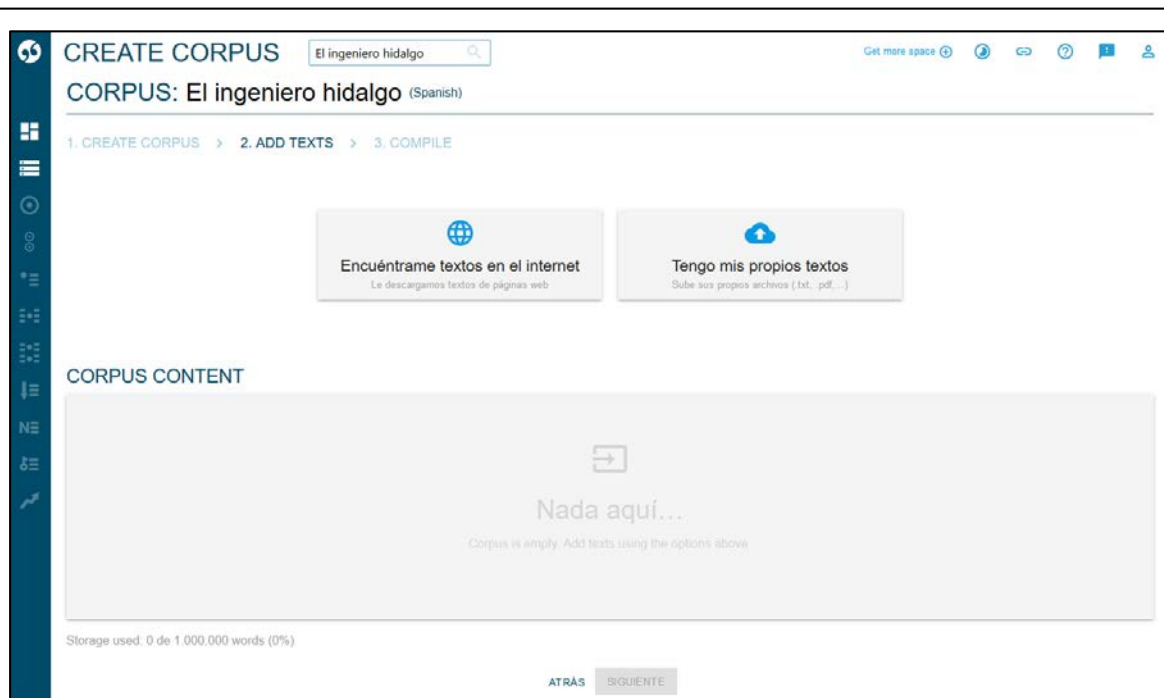 CREATE CORPUS El ingeniero hidalgo Get more space
CORPUS: El ingeniero hidalgo (Spanish)
1. CREATE CORPUS > 2. ADD TEXTS > 3. COMPILE
Encuéntrame textos en el internet
Le descargamos textos de páginas web
Tengo mis propios textos
Sube sus propios archivos (.txt, .pdf, ...)
CORPUS CONTENT
Nada aquí...
Corpus is empty. Add texts using the options above
Storage used: 0 de 1.000.000 words (0%)
ATRÁS SIGUIENTE